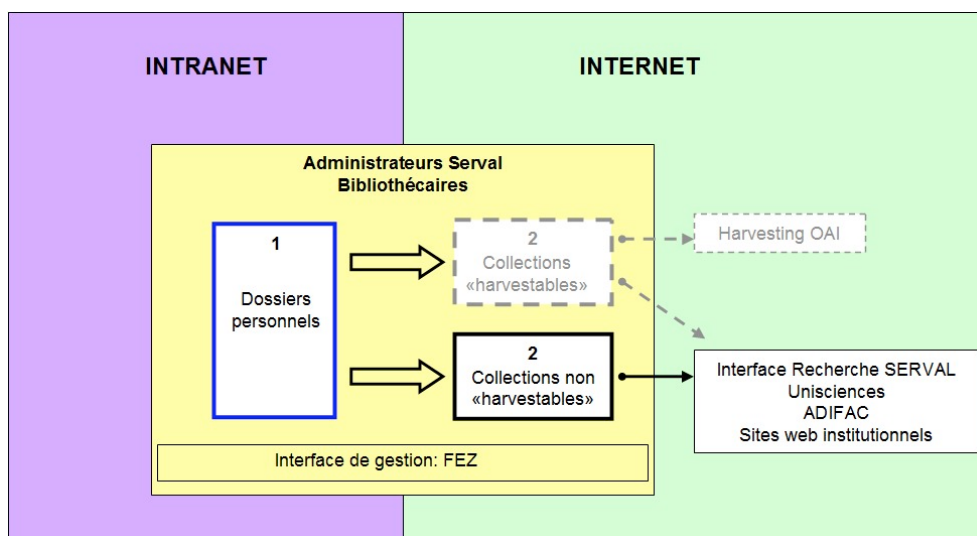 INTRANET
INTERNET
Administrateurs Serval
Bibliothécaires
1
Dossiers
personnels
2
Collections
«harvestables»
Harvesting OAI
2
Collections non
«harvestables»
Interface Recherche SERVAL
Unisciences
ADIFAC
Sites web institutionnels
Interface de gestion: FEZ